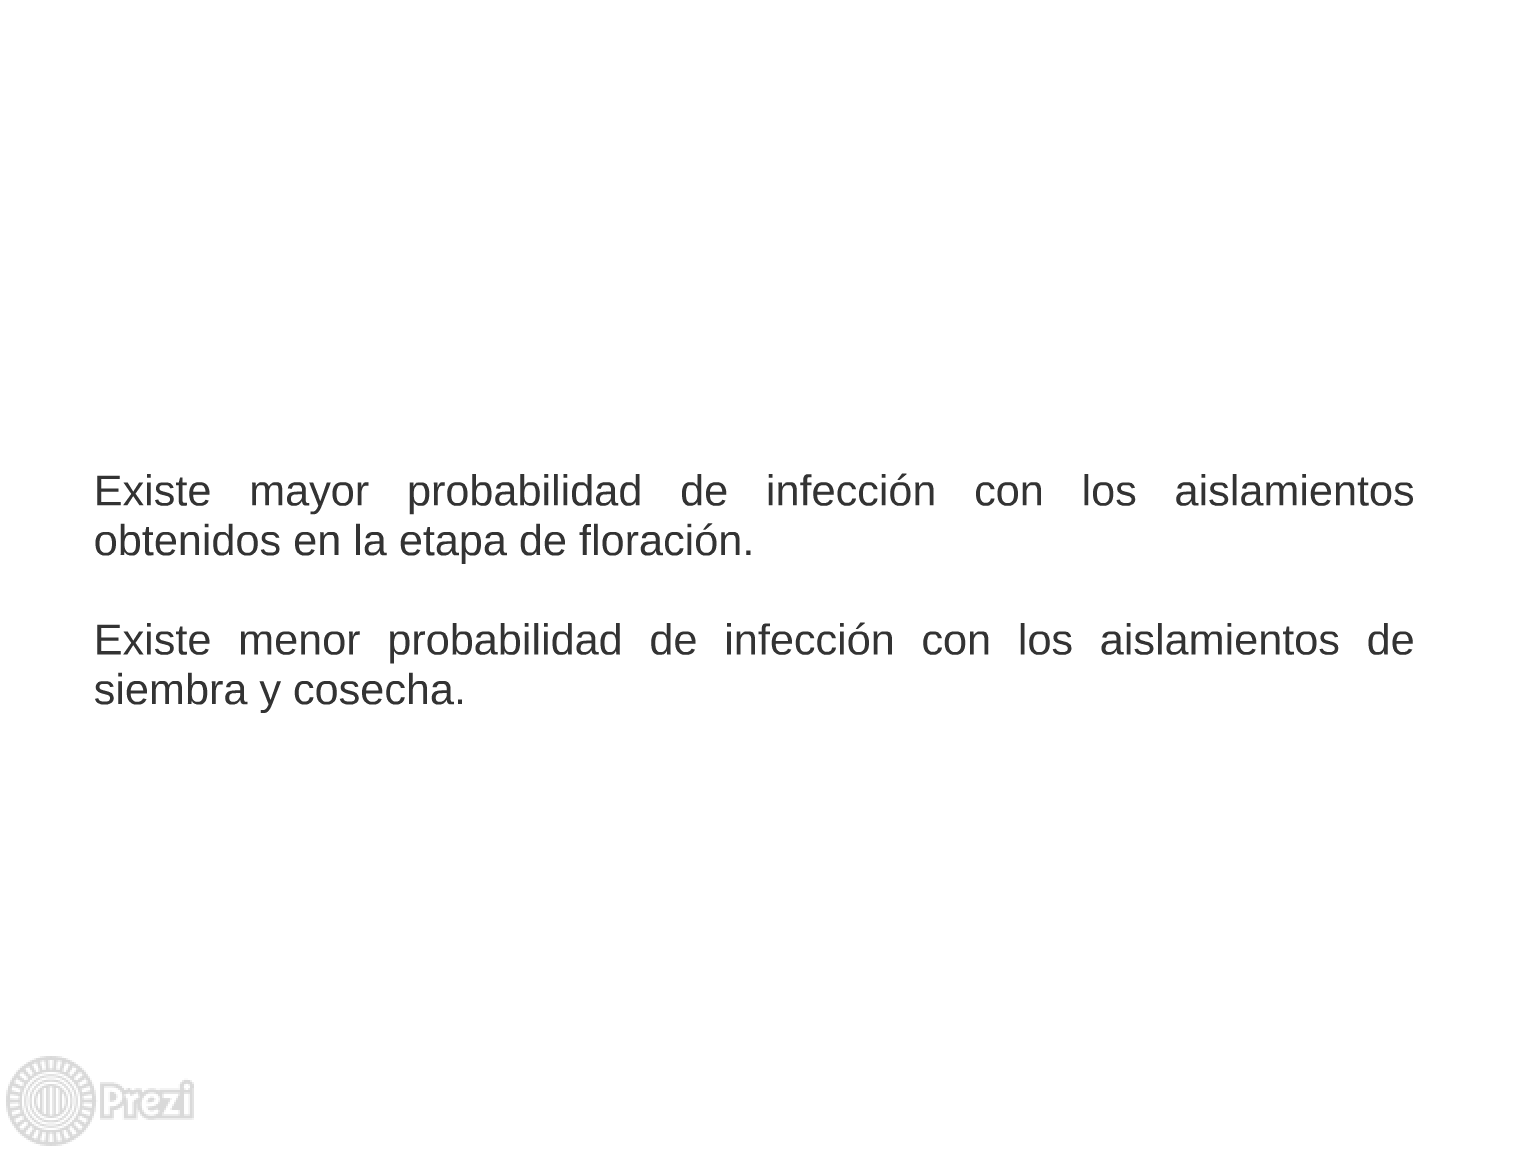 Existe mayor probabilidad de infección con los aislamientos
obtenidos en la etapa de floración.
Existe menor probabilidad de infección con los aislamientos de
siembra y cosecha.
Prezi